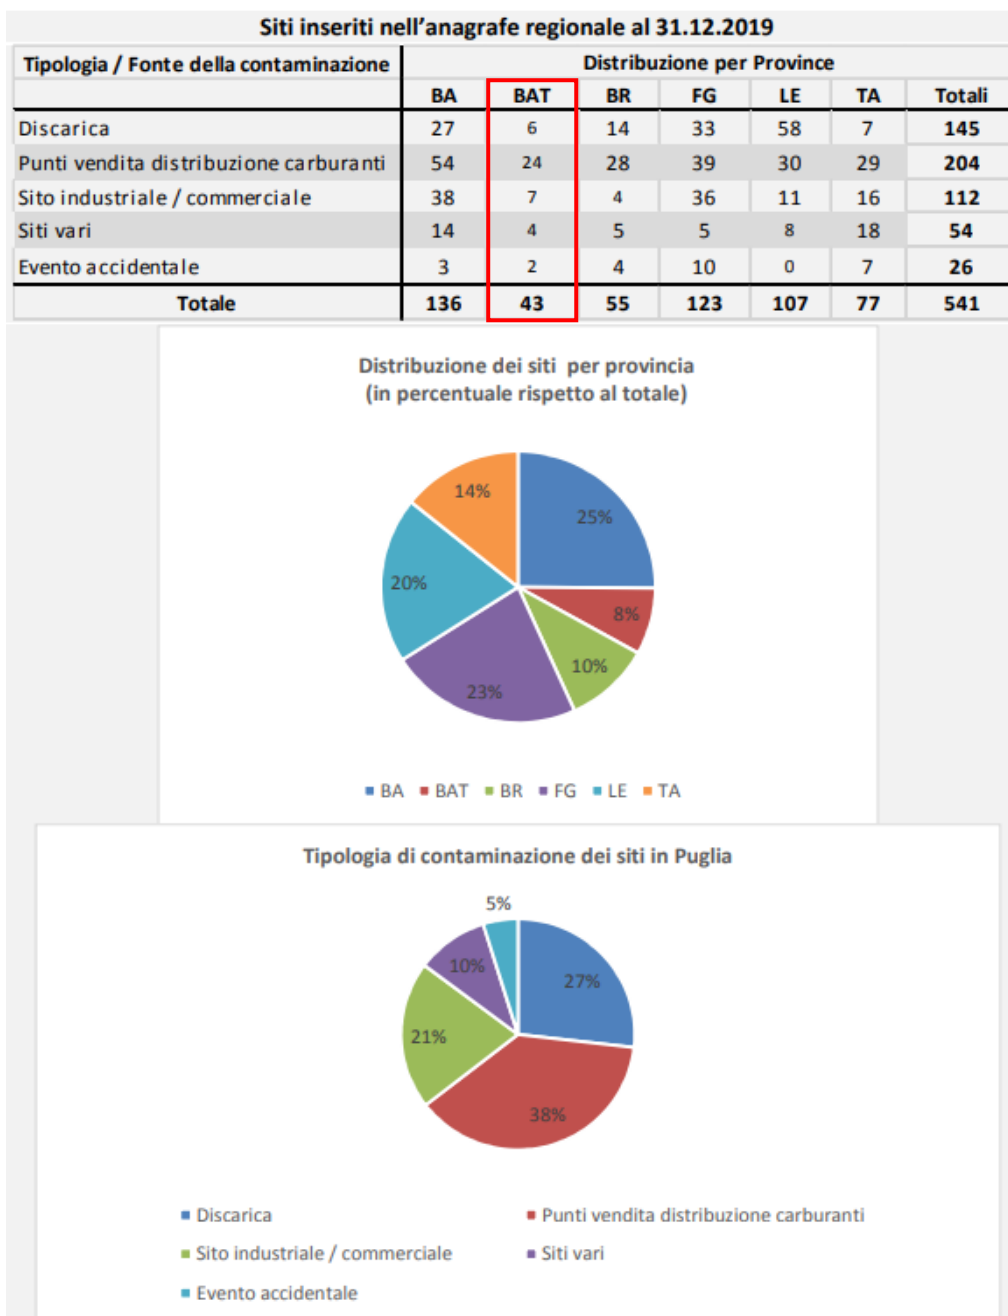 Siti inseriti nell'anagrafe regionale al 31.12.2019
Tipologia / Fonte della contaminazione Distribuzione per Province
BA BAT BR FG LE TA Totali
Discarica 27 6 14 33 58 7 145
Punti vendita distribuzione carburanti 54 24 28 39 30 29 204
Sito industriale / commerciale 38 7 4 36 11 16 112
Siti vari 14 4 5 5 8 18 54
Evento accidentale 3 2 4 10 0 7 26
Totale 136 43 55 123 107 77 541
Distribuzione dei siti per provincia
(in percentuale rispetto al totale)
14%
25%
20%
8%
10%
23%
BA BAT BR FG LE TA
Tipologia di contaminazione dei siti in Puglia
5%
10%
27%
21%
38%
Discarica Punti vendita distribuzione carburanti
Sito industriale / commerciale Siti vari
Evento accidentale